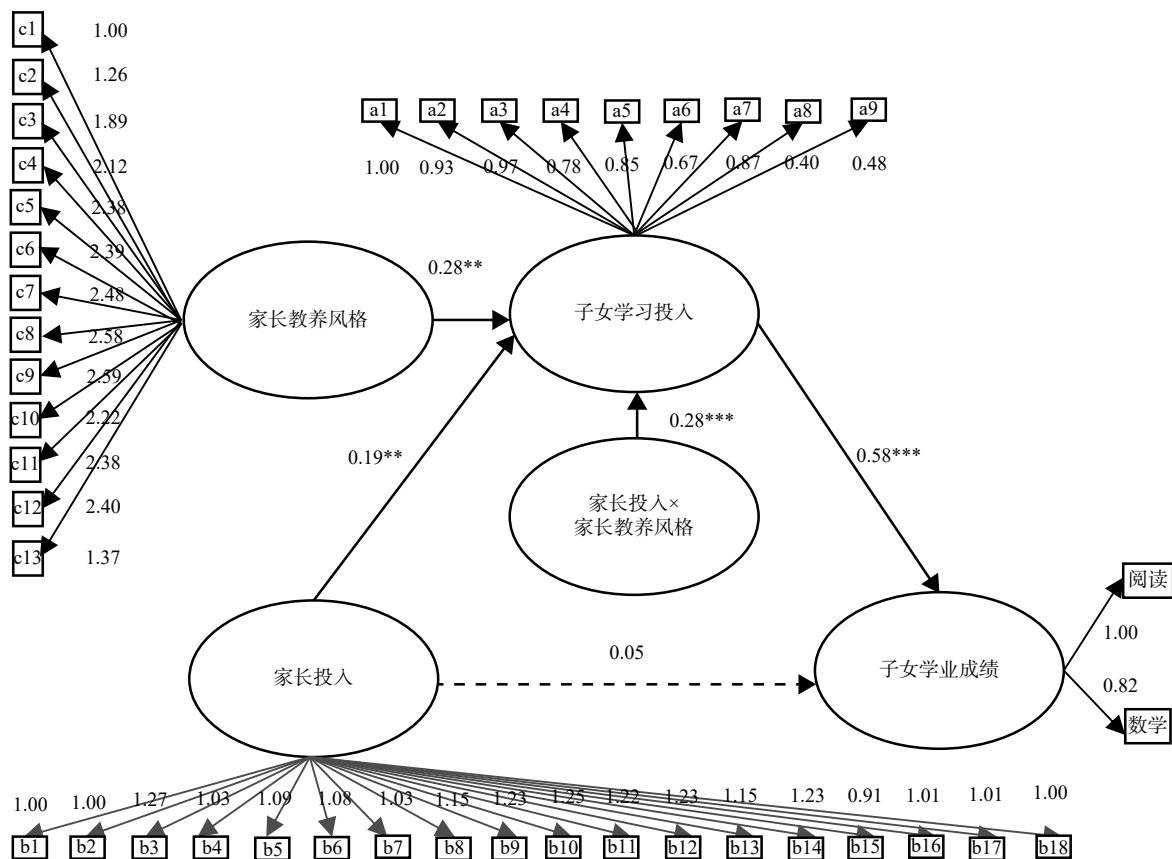 c1
1.00
c2
1.26
c3
1.89
c4
2.12
c5
2.38
c6
2.39
c7
2.48
c8
2.58
c9
2.59
c10
2.22
c11
2.38
c12
2.40
c13
1.37
a1 a2 a3 a4 a5 a6 a7 a8 a9
1.00 0.93 0.97 0.78 0.85 0.67 0.87 0.40 0.48
家长教养风格
0.28**
子女学习投入
0.19**
0.28***
0.58***
家长投入×
家长教养风格
家长投入
0.05
子女学业成绩
阅读
1.00
0.82
数学
1.00 1.00 1.27 1.03 1.09 1.08 1.03 1.15 1.23 1.25 1.22 1.23 1.15 1.23 0.91 1.01 1.01 1.00
b1 b2 b3 b4 b5 b6 b7 b8 b9 b10 b11 b12 b13 b14 b15 b16 b17 b18